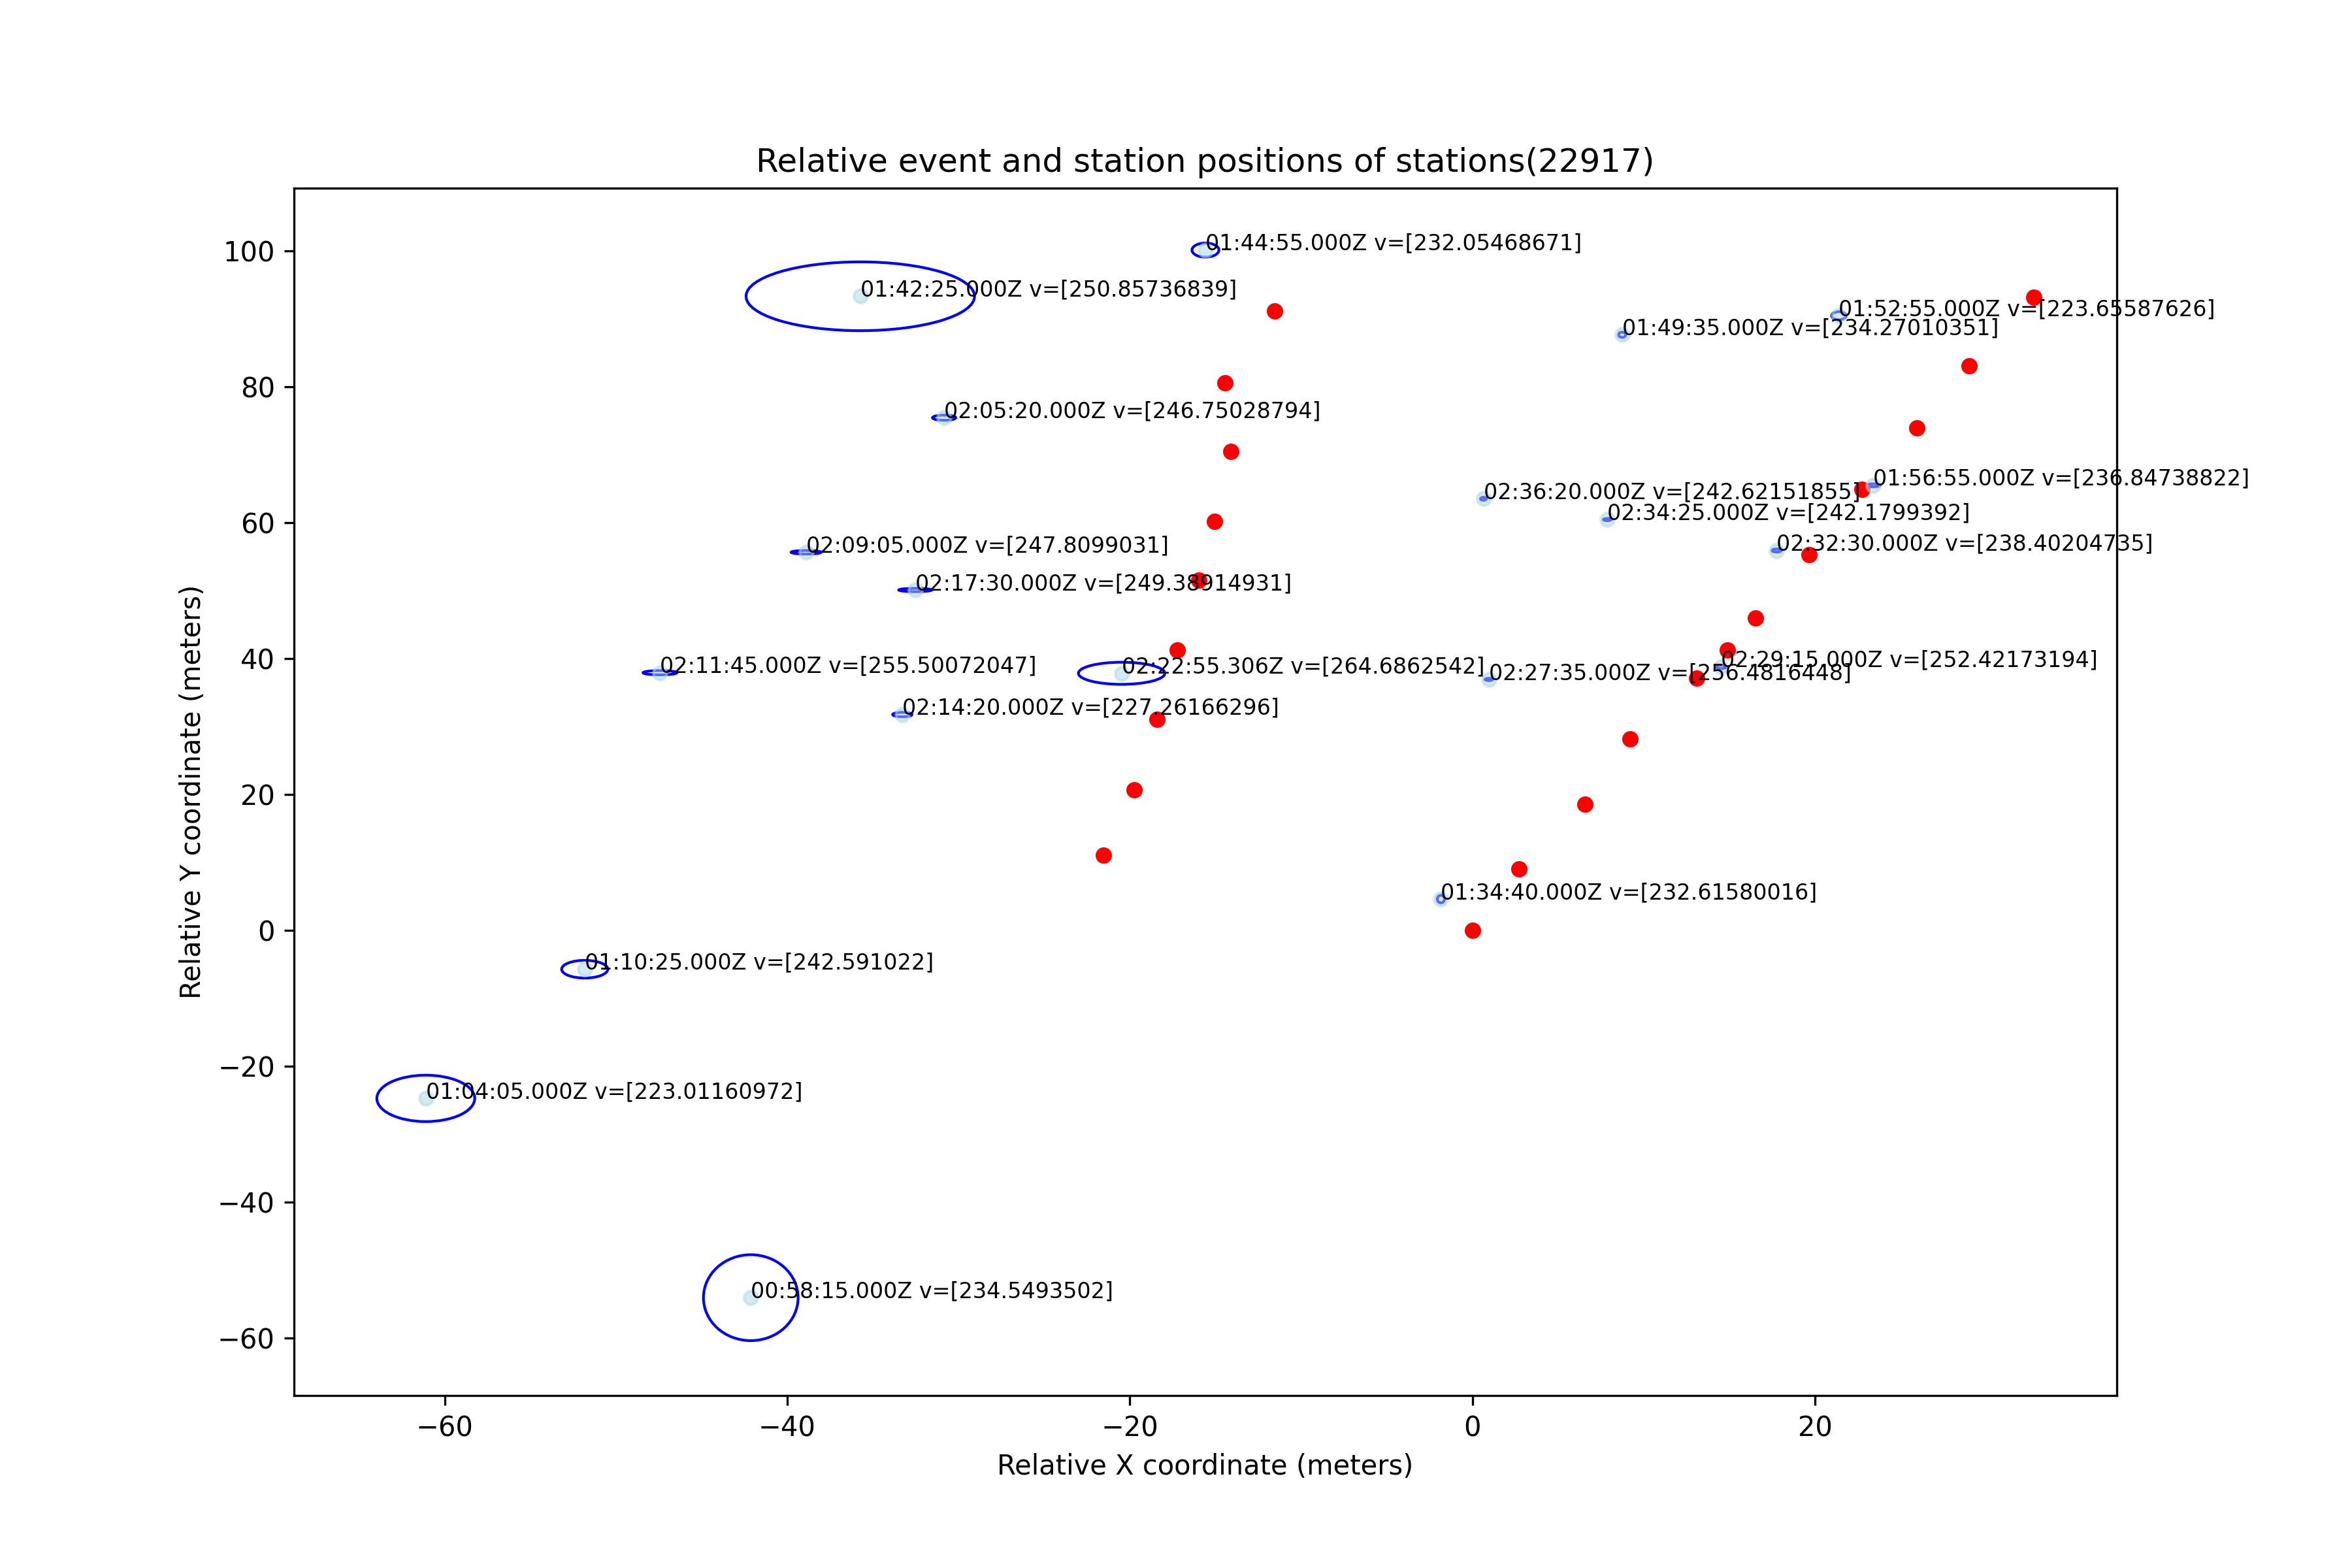 Relative event and station positions of stations(22917)
Relative Y coordinate (meters)
100
80
60
40
20
0
−20
−40
−60
01:44:55.000Z v=[232.05468671]
01:42:25.000Z v=[250.85736839]
01:52:55.000Z v=[223.65587626]
01:49:35.000Z v=[234.27010351]
02:05:20.000Z v=[246.75028794]
01:56:55.000Z v=[236.84738822]
02:36:20.000Z v=[242.62151855]
02:34:25.000Z v=[242.1799392]
02:09:05.000Z v=[247.8099031]
02:32:30.000Z v=[238.40204735]
02:17:30.000Z v=[249.38914931]
02:11:45.000Z v=[255.50072047]
02:22:55.306Z v=[264.6862542]
02:29:15.000Z v=[252.42173194]
02:27:35.000Z v=[256.4816448]
02:14:20.000Z v=[227.26166296]
01:34:40.000Z v=[232.61580016]
01:10:25.000Z v=[242.591022]
01:04:05.000Z v=[223.01160972]
00:58:15.000Z v=[234.5493502]
−60 −40 −20 0 20
Relative X coordinate (meters)